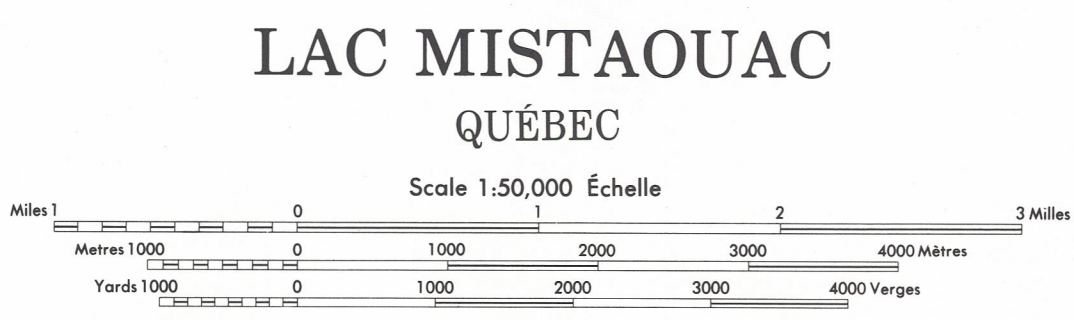 LAC MISTAOUAC
QUÉBEC
Scale 1:50,000 Échelle
Miles 1 0 1 2 3 Milles
Metres 1000 0 1000 2000 3000 4000 Mètres
Yards 1000 0 1000 2000 3000 4000 Verges